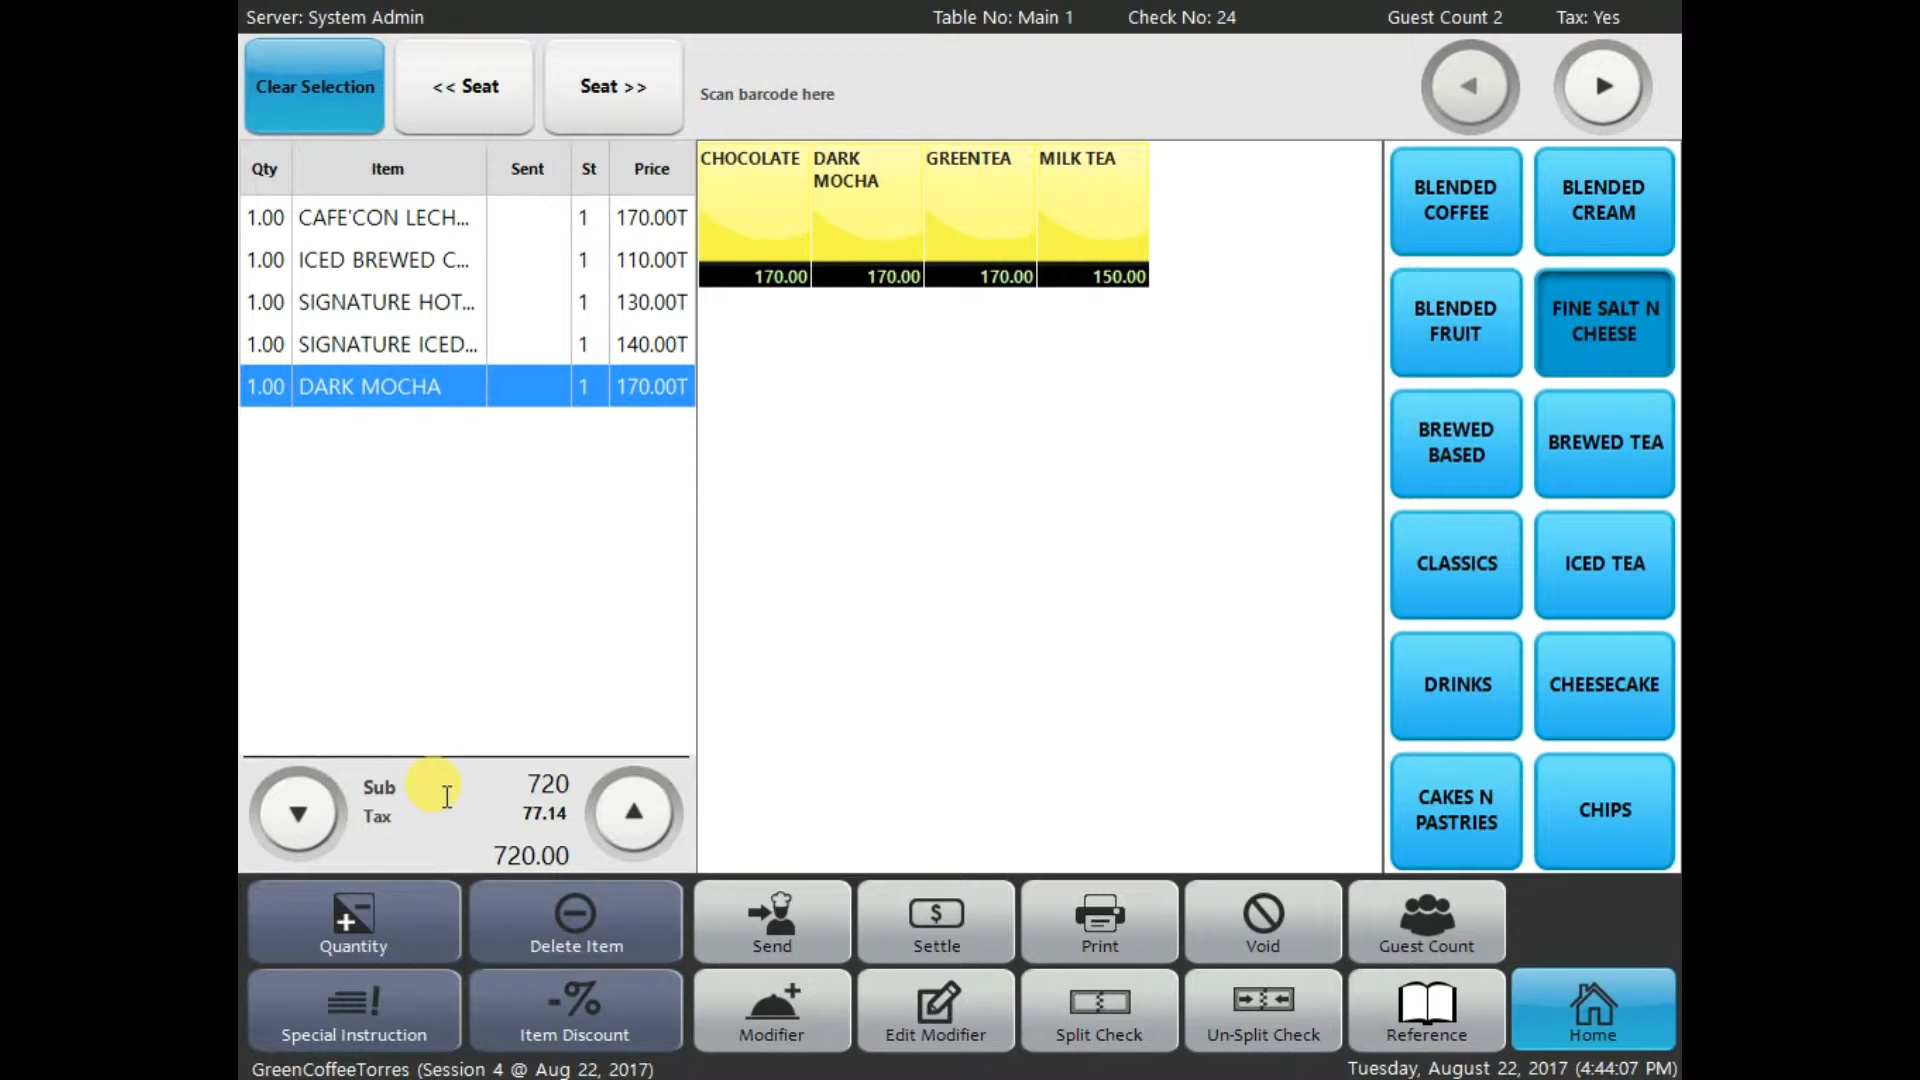 Server: System Admin
Table No: Main 1
Check No: 24
Guest Count 2
Tax: Yes
Clear Selection
<< Seat
Seat >>
Scan barcode here
Qty Item Sent St Price
1.00 CAFE'CON LECH... 1 170.00T
1.00 ICED BREWED C... 1 110.00T
1.00 SIGNATURE HOT... 1 130.00T
1.00 SIGNATURE ICED... 1 140.00T
1.00 DARK MOCHA 1 170.00T
Sub 720
Tax 77.14
720.00
CHOCOLATE
170.00
DARK
MOCHA
170.00
GREENTEA
170.00
MILK TEA
150.00
BLENDED
COFFEE
BLENDED
CREAM
BLENDED
FRUIT
FINE SALT N
CHEESE
BREWED
BASED
BREWED TEA
CLASSICS
ICED TEA
DRINKS
CHEESECAKE
CAKES N
PASTRIES
CHIPS
Quantity
Delete Item
Send
Settle
Print
Void
Guest Count
Special Instruction
Item Discount
Modifier
Edit Modifier
Split Check
Un-Split Check
Reference
Home
GreenCoffeeTorres (Session 4 @ Aug 22, 2017)
Tuesday, August 22, 2017 (4:44:07 PM)